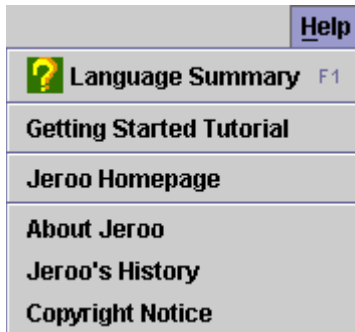 Help
Language Summary F1
Getting Started Tutorial
Jeroo Homepage
About Jeroo
Jeroo's History
Copyright Notice